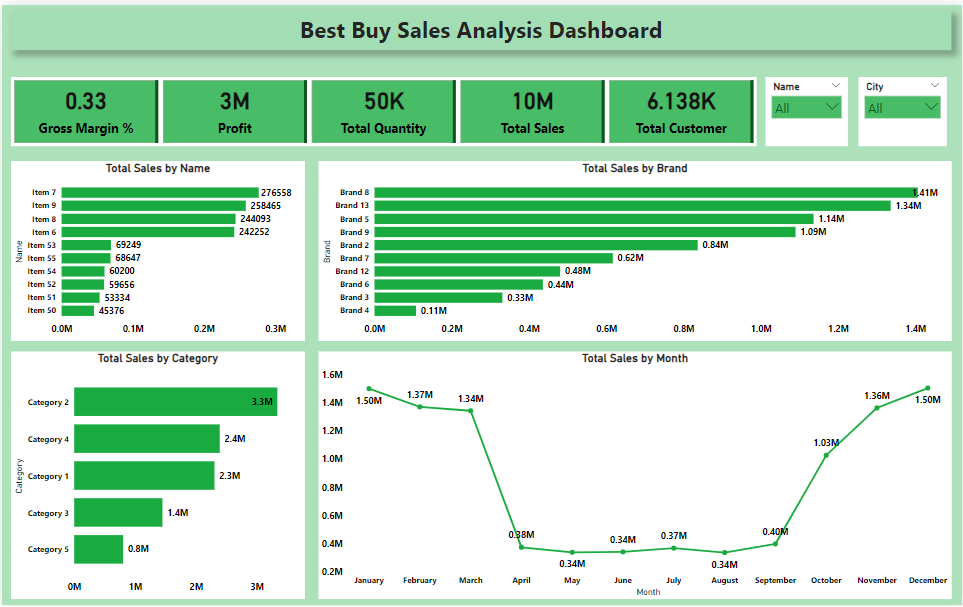 Best Buy Sales Analysis Dashboard
0.33
Gross Margin %
3M
Profit
50K
Total Quantity
10M
Total Sales
6.138K
Total Customer
Name
All
City
All
Total Sales by Name
Name
Item 7 276558
Item 9 258465
Item 8 244093
Item 6 242252
Item 53 69249
Item 55 68647
Item 54 60200
Item 52 59656
Item 51 53334
Item 50 45376
0.0M 0.1M 0.2M 0.3M
Total Sales by Brand
Brand
Brand 8 1.41M
Brand 13 1.34M
Brand 5 1.14M
Brand 9 1.09M
Brand 2 0.84M
Brand 7 0.62M
Brand 12 0.48M
Brand 6 0.44M
Brand 3 0.33M
Brand 4 0.11M
0.0M 0.2M 0.4M 0.6M 0.8M 1.0M 1.2M 1.4M
Total Sales by Category
Category
Category 2 3.3M
Category 4 2.4M
Category 1 2.3M
Category 3 1.4M
Category 5 0.8M
0M 1M 2M 3M
Total Sales by Month
1.6M
1.4M
1.2M
1.0M
0.8M
0.6M
0.4M
0.2M
1.50M 1.37M 1.34M 0.38M 0.34M 0.34M 0.37M 0.34M 0.40M 1.03M 1.36M 1.50M
January February March April May June July August September October November December
Month